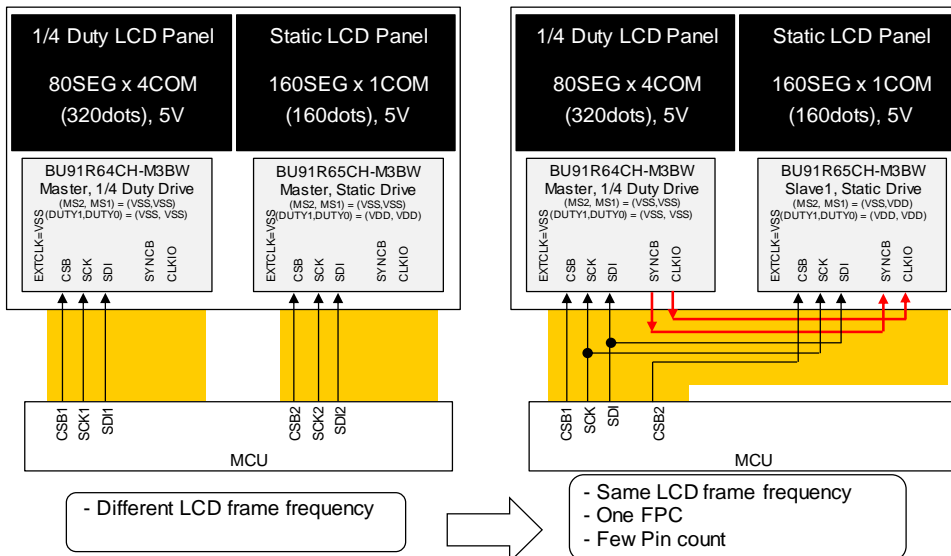 1/4 Duty LCD Panel
80SEG x 4COM
(320dots), 5V
Static LCD Panel
160SEG x 1COM
(160dots), 5V
BU91R64CH-M3BW
Master, 1/4 Duty Drive
(MS2, MS1) = (VSS,VSS)
(DUTY1,DUTY0) = (VSS, VSS)
EXTCLK=VSS
CSB
SCK
SDI
SYNCB
CLKIO
BU91R65CH-M3BW
Master, Static Drive
(MS2, MS1) = (VSS,VSS)
(DUTY1,DUTY0) = (VDD, VDD)
EXTCLK=VSS
CSB
SCK
SDI
SYNCB
CLKIO
CSB1
SCK1
SDI1
CSB2
SCK2
SDI2
MCU
- Different LCD frame frequency
1/4 Duty LCD Panel
80SEG x 4COM
(320dots), 5V
Static LCD Panel
160SEG x 1COM
(160dots), 5V
BU91R64CH-M3BW
Master, 1/4 Duty Drive
(MS2, MS1) = (VSS,VSS)
(DUTY1,DUTY0) = (VSS, VSS)
EXTCLK=VSS
CSB
SCK
SDI
SYNCB
CLKIO
BU91R65CH-M3BW
Slave1, Static Drive
(MS2, MS1) = (VSS,VDD)
(DUTY1,DUTY0) = (VDD, VDD)
EXTCLK=VSS
CSB
SCK
SDI
SYNCB
CLKIO
CSB1
SCK
SDI
CSB2
MCU
- Same LCD frame frequency
- One FPC
- Few Pin count